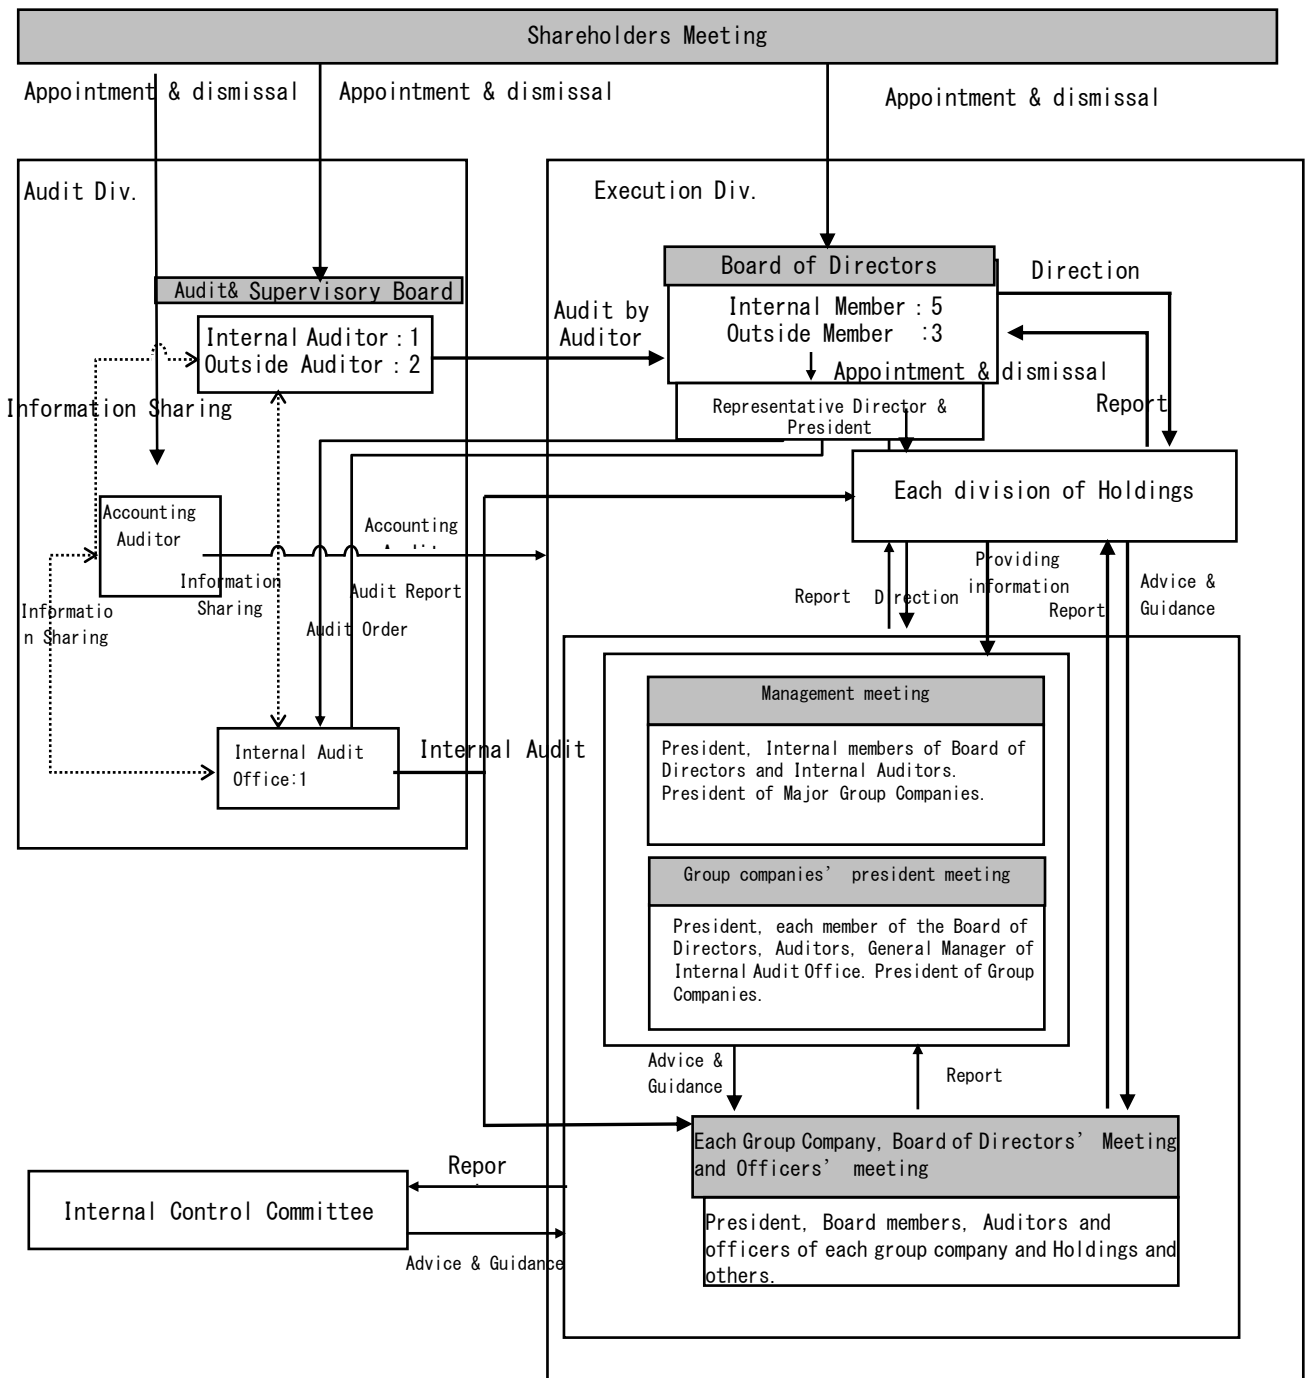 Shareholders Meeting
Appointment & dismissal
Appointment & dismissal
Appointment & dismissal
Audit Div.
Execution Div.
Audit& Supervisory Board
Internal Auditor：1
Outside Auditor：2
Audit by
Auditor
Board of Directors
Internal Member：5
Outside Member ：3
Direction
Appointment & dismissal
Representative Director &
President
Report
Information Sharing
Each division of Holdings
Accounting
Auditor
Accounting
Information
Sharing
Audit Report
Audit Order
Informatio
n Sharing
Report
Direction
Providing
information
Report
Advice &
Guidance
Internal Audit
Office:1
Internal Audit
Management meeting
President, Internal members of Board of
Directors and Internal Auditors.
President of Major Group Companies.
Group companies’ president meeting
President, each member of the Board of
Directors, Auditors, General Manager of
Internal Audit Office. President of Group
Companies.
Advice &
Guidance
Report
Each Group Company, Board of Directors’ Meeting
and Officers’ meeting
President, Board members, Auditors and
officers of each group company and Holdings and
others.
Repor
Internal Control Committee
Advice & Guidance